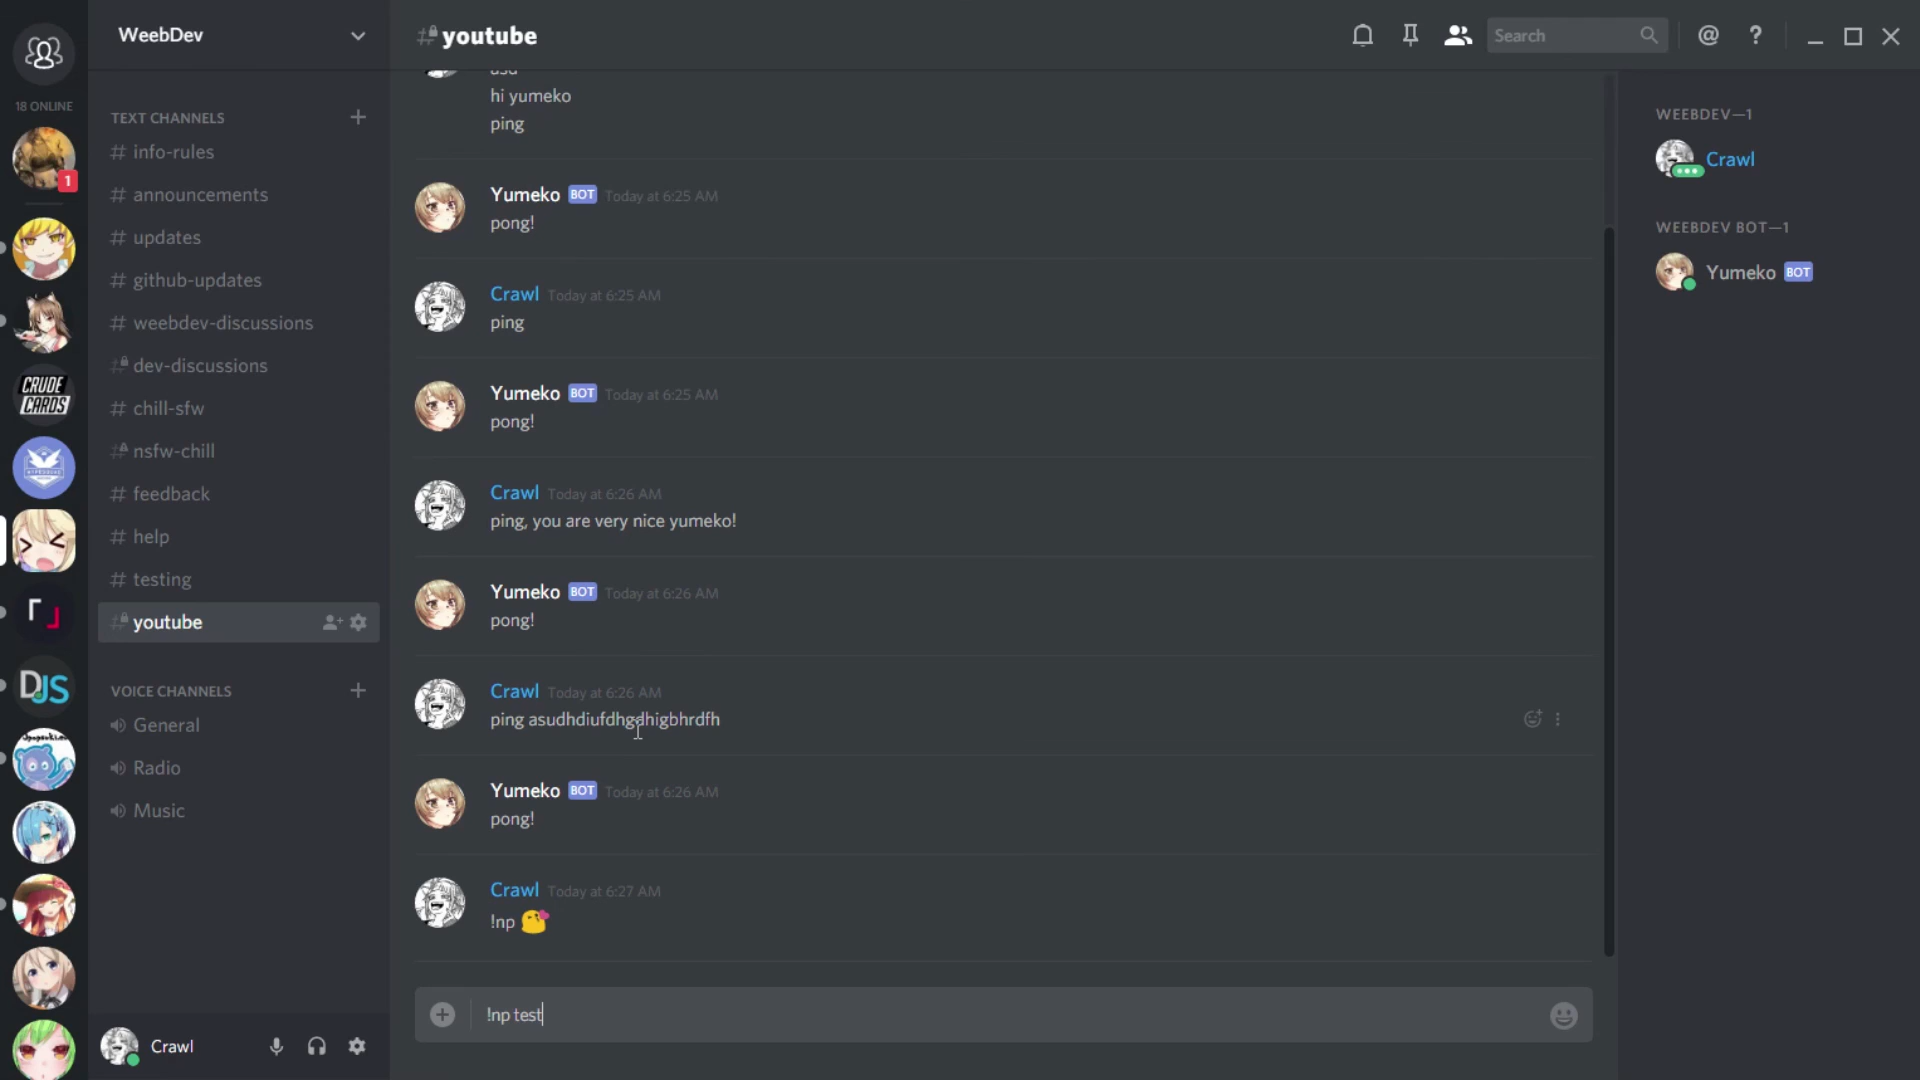 18 ONLINE
1
CRUDE
CARDS
DJS
WeebDev
TEXT CHANNELS
# info-rules
# announcements
# updates
# github-updates
# weebdev-discussions
# dev-discussions
# chill-sfw
# nsfw-chill
# feedback
# help
# testing
# youtube
VOICE CHANNELS
General
Radio
Music
Crawl
# youtube
Search
@ ?
hi yumeko
ping
Yumeko BOT Today at 6:25 AM
pong!
Crawl Today at 6:25 AM
ping
Yumeko BOT Today at 6:25 AM
pong!
Crawl Today at 6:26 AM
ping, you are very nice yumeko!
Yumeko BOT Today at 6:26 AM
pong!
Crawl Today at 6:26 AM
ping asudhdiufdhgdhigbhrdfh
Yumeko BOT Today at 6:26 AM
pong!
Crawl Today at 6:27 AM
!np
!np test
WEEBDEV—1
Crawl
WEEBDEV BOT—1
Yumeko BOT